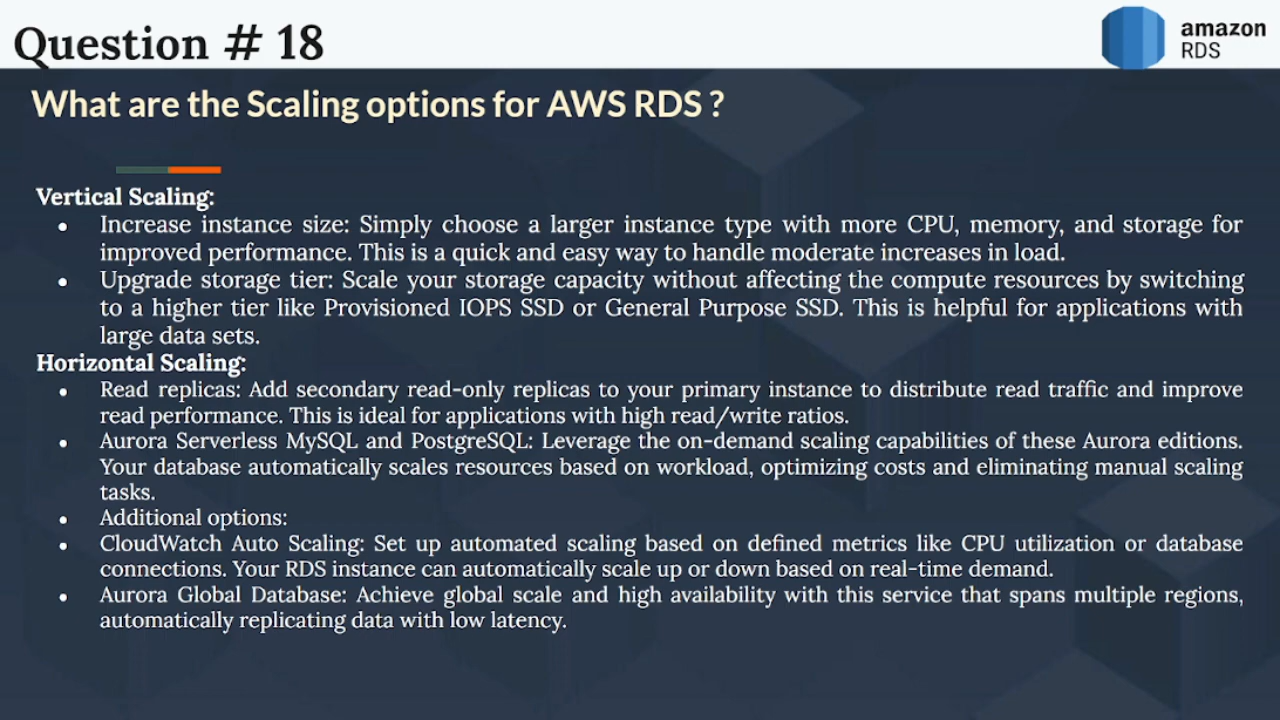 Question # 18
amazon
RDS
What are the Scaling options for AWS RDS ?
Vertical Scaling:
• Increase instance size: Simply choose a larger instance type with more CPU, memory, and storage for
improved performance. This is a quick and easy way to handle moderate increases in load.
• Upgrade storage tier: Scale your storage capacity without affecting the compute resources by switching
to a higher tier like Provisioned IOPS SSD or General Purpose SSD. This is helpful for applications with
large data sets.
Horizontal Scaling:
• Read replicas: Add secondary read-only replicas to your primary instance to distribute read traffic and improve
read performance. This is ideal for applications with high read/write ratios.
• Aurora Serverless MySQL and PostgreSQL: Leverage the on-demand scaling capabilities of these Aurora editions.
Your database automatically scales resources based on workload, optimizing costs and eliminating manual scaling
tasks.
• Additional options:
• CloudWatch Auto Scaling: Set up automated scaling based on defined metrics like CPU utilization or database
connections. Your RDS instance can automatically scale up or down based on real-time demand.
• Aurora Global Database: Achieve global scale and high availability with this service that spans multiple regions,
automatically replicating data with low latency.